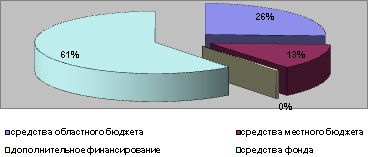 26%
61%
13%
0%
средства областного бюджета средства местного бюджета
дополнительное финансирование средства фонда